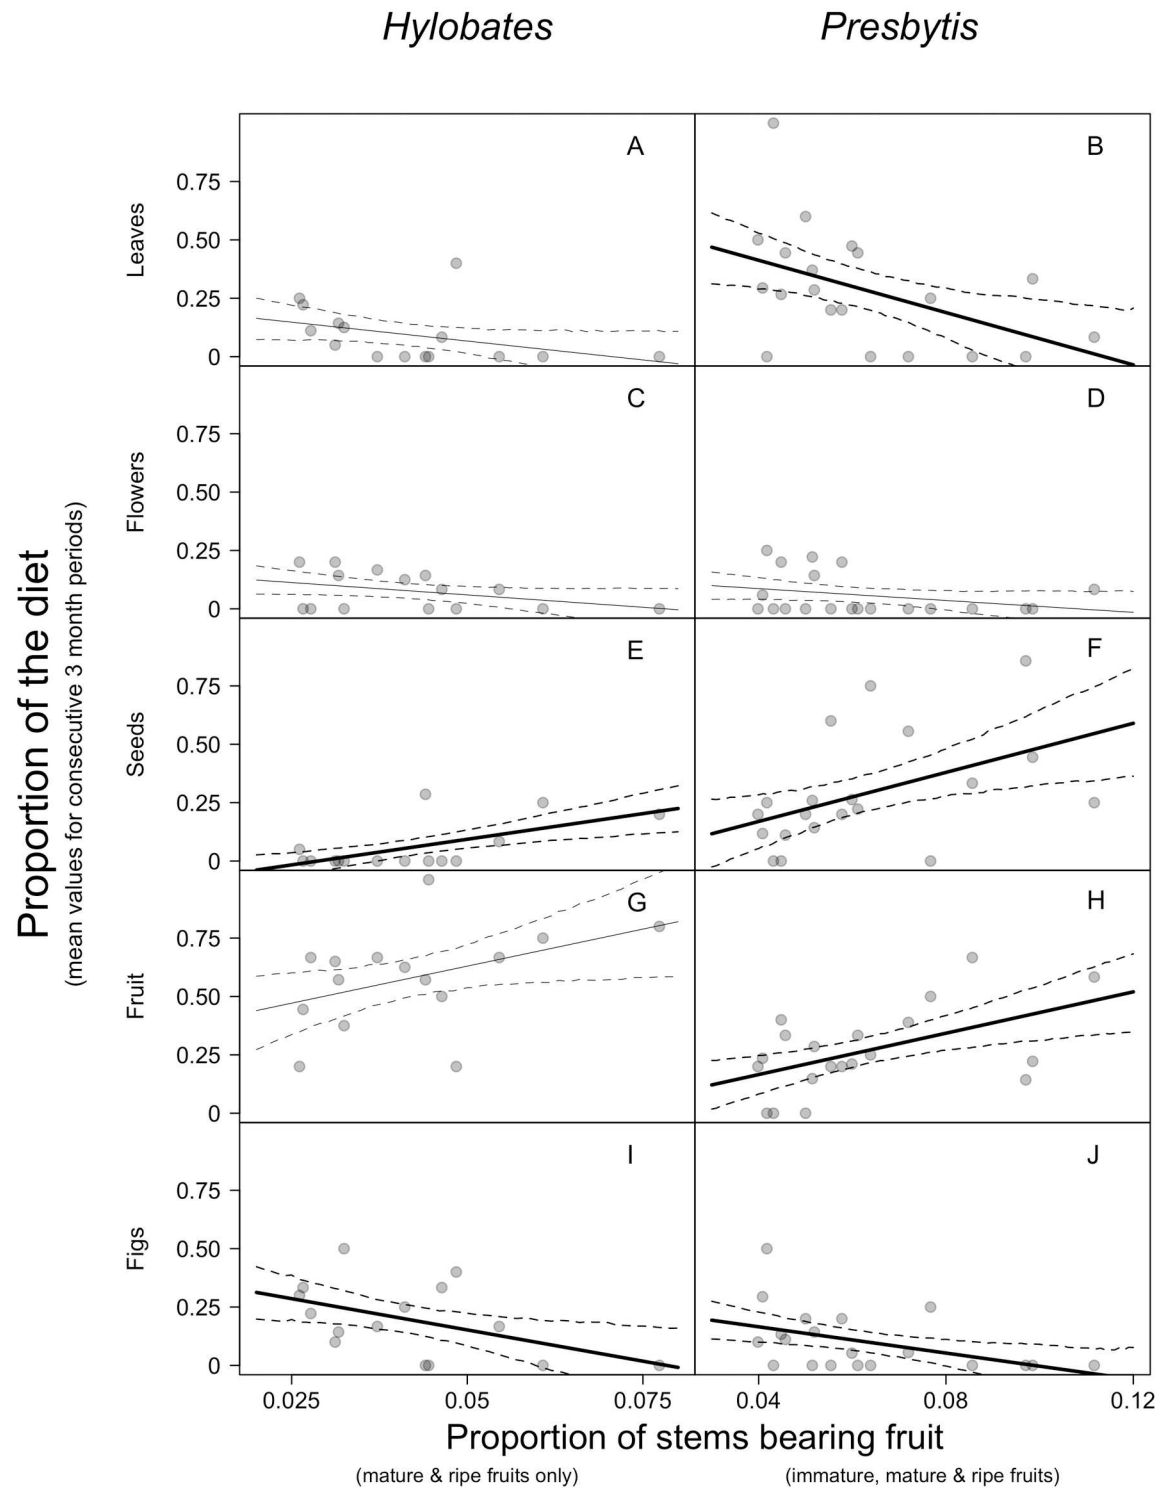 Hylobates Presbytis
Proportion of the diet
(mean values for consecutive 3 month periods)
Leaves
0.75
0.50
0.25
0
A
B
Flowers
0.75
0.50
0.25
0
C
D
Seeds
0.75
0.50
0.25
0
E
F
Fruit
0.75
0.50
0.25
0
G
H
Figs
0.75
0.50
0.25
0
I
J
0.025 0.05 0.075 0.04 0.08 0.12
Proportion of stems bearing fruit
(mature & ripe fruits only) (immature, mature & ripe fruits)